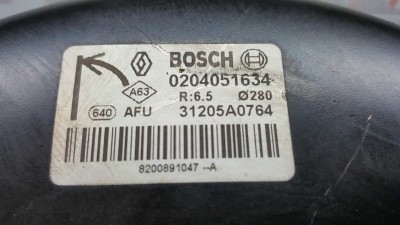 BOSCH
0204051634
A63
R:6.5 Ø280
640 AFU 31205A0764
8200891047 -A